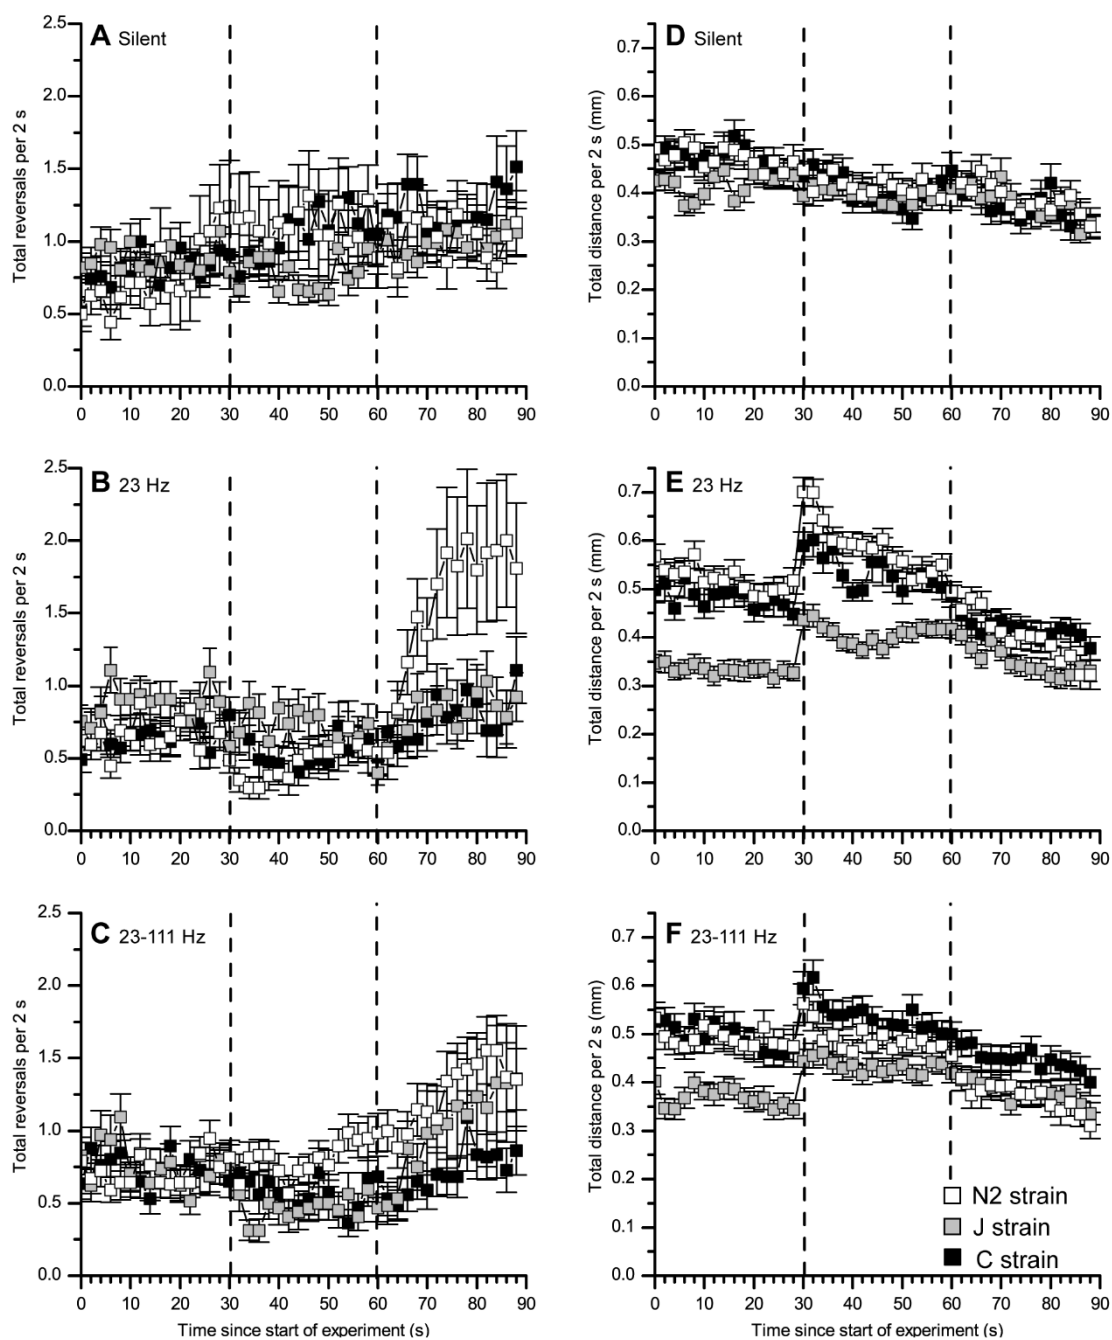 A Silent
Total reversals per 2 s
2.5
2.0
1.5
1.0
0.5
0.0
0 10 20 30 40 50 60 70 80 90
D Silent
Total distance per 2 s (mm)
0.7
0.6
0.5
0.4
0.3
0.2
0.1
0.0
0 10 20 30 40 50 60 70 80 90
B 23 Hz
Total reversals per 2 s
2.5
2.0
1.5
1.0
0.5
0.0
0 10 20 30 40 50 60 70 80 90
E 23 Hz
Total distance per 2 s (mm)
0.7
0.6
0.5
0.4
0.3
0.2
0.1
0.0
0 10 20 30 40 50 60 70 80 90
C 23-111 Hz
Total reversals per 2 s
2.5
2.0
1.5
1.0
0.5
0.0
0 10 20 30 40 50 60 70 80 90
Time since start of experiment (s)
F 23-111 Hz
Total distance per 2 s (mm)
0.7
0.6
0.5
0.4
0.3
0.2
0.1
0.0
0 10 20 30 40 50 60 70 80 90
Time since start of experiment (s)
N2 strain
J strain
C strain